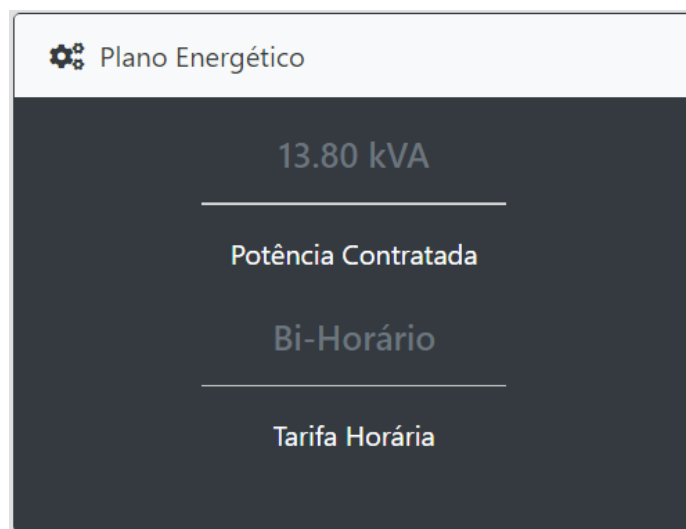 Plano Energético
13.80 kVA
Potência Contratada
Bi-Horário
Tarifa Horária